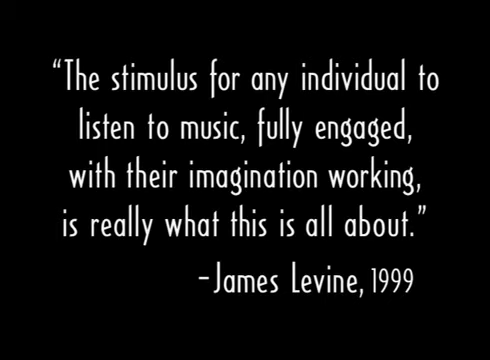 “The stimulus for any individual to
listen to music, fully engaged,
with their imagination working,
is really what this is all about.”
-James Levine, 1999